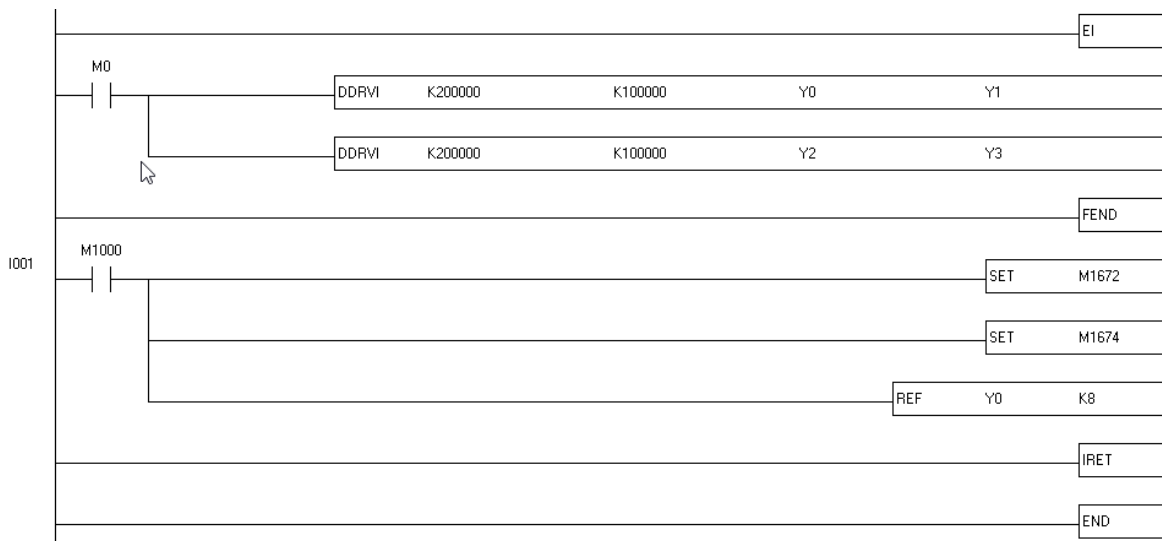 EI
M0
DDRVI K200000 K100000 Y0 Y1
DDRVI K200000 K100000 Y2 Y3
FEND
M1000
I001
SET M1672
SET M1674
REF Y0 K8
IRET
END